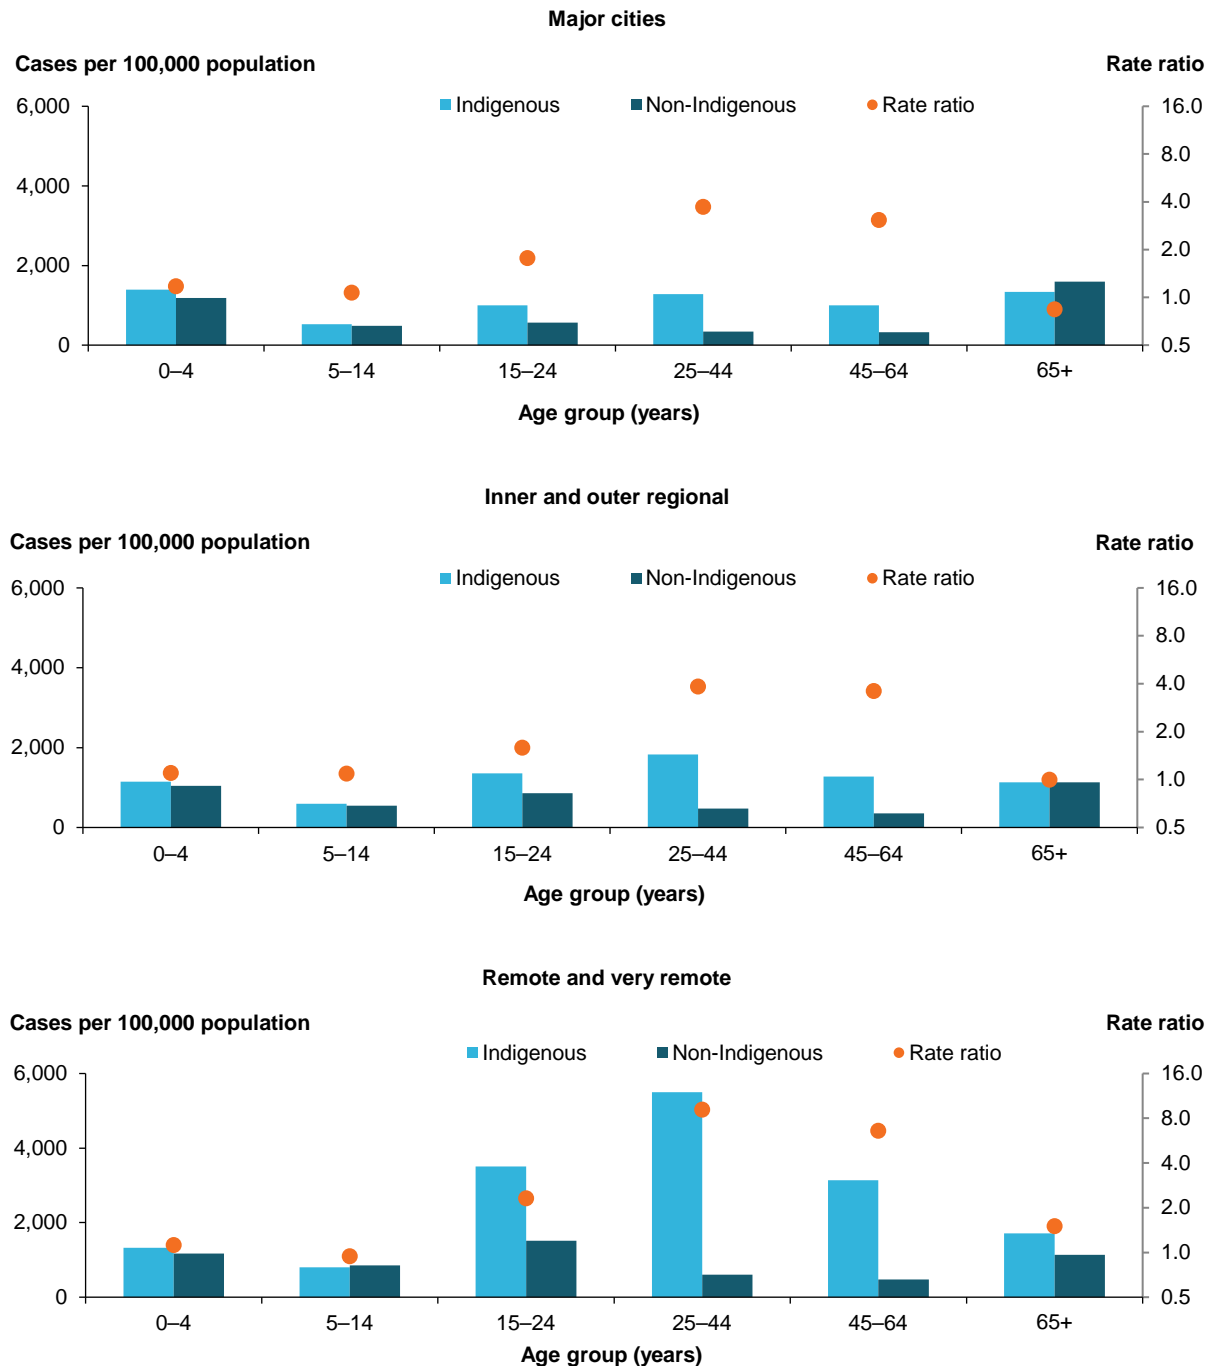 Major cities
Cases per 100,000 population Rate ratio
Indigenous Non-Indigenous Rate ratio
6,000 16.0
8.0
4,000 4.0
2.0
2,000 1.0
0 0.5
0–4 5–14 15–24 25–44 45–64 65+
Age group (years)
Inner and outer regional
Cases per 100,000 population Rate ratio
Indigenous Non-Indigenous Rate ratio
6,000 16.0
8.0
4,000 4.0
2.0
2,000 1.0
0 0.5
0–4 5–14 15–24 25–44 45–64 65+
Age group (years)
Remote and very remote
Cases per 100,000 population Rate ratio
Indigenous Non-Indigenous Rate ratio
6,000 16.0
8.0
4,000 4.0
2.0
2,000 1.0
0 0.5
0–4 5–14 15–24 25–44 45–64 65+
Age group (years)